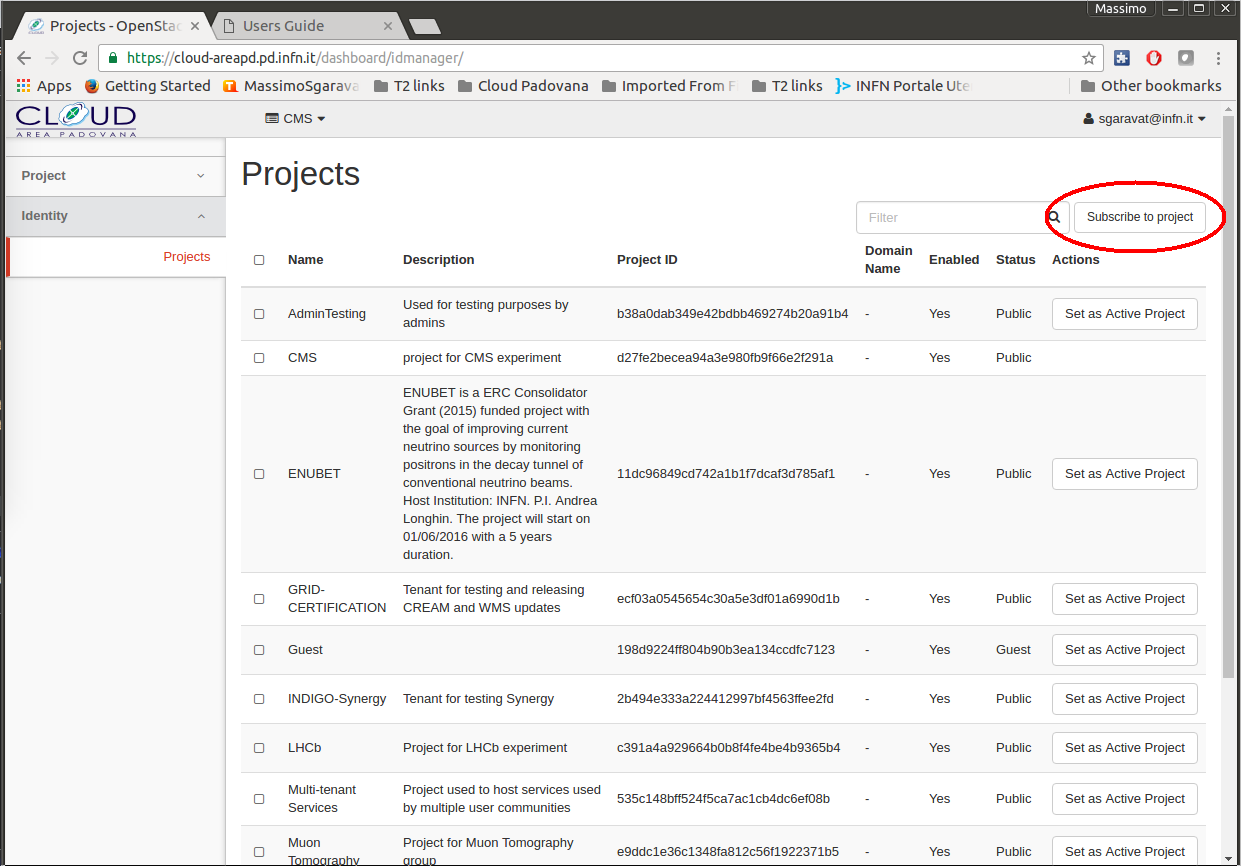 Massimo
Projects - OpenStac
Users Guide
https://cloud-areapd.pd.infn.it/dashboard/idmanager/
Apps Getting Started MassimoSgarava T2 links Cloud Padovana Imported From F T2 links INFN Portale Ute Other bookmarks
CLOUD
AREA PADOVANA
CMS
sgaravat@infn.it
Project
Identity
Projects
Projects
Filter
Subscribe to project
Name Description Project ID Domain Name Enabled Status Actions
AdminTesting Used for testing purposes by
admins b38a0dab349e42bdbb469274b20a91b4 - Yes Public Set as Active Project
CMS project for CMS experiment d27fe2becea94a3e980fb9f66e2f291a - Yes Public
ENUBET
ENUBET is a ERC Consolidator
Grant (2015) funded project with
the goal of improving current
neutrino sources by monitoring
positrons in the decay tunnel of
conventional neutrino beams.
Host Institution: INFN. P.I. Andrea
Longhin. The project will start on
01/06/2016 with a 5 years
duration.
11dc96849cd742a1b1f7dcaf3d785af1 - Yes Public Set as Active Project
GRID-
CERTIFICATION
Tenant for testing and releasing
CREAM and WMS updates
ecf03a0545654c30a5e3df01a6990d1b - Yes Public Set as Active Project
Guest 198d9224ff804b90b3ea134ccdfc7123 - Yes Guest Set as Active Project
INDIGO-Synergy Tenant for testing Synergy 2b494e333a224412997bf4563ffee2fd - Yes Public Set as Active Project
LHCb Project for LHCb experiment c391a4a929664b0b8f4fe4be4b9365b4 - Yes Public Set as Active Project
Multi-tenant
Services
Project used to host services used
by multiple user communities
535c148bff524f5ca7ac1cb4dc6ef08b - Yes Public Set as Active Project
Muon
Tomography
Project for Muon Tomography
group
e9ddc1e36c1348fa812c56f1922371b5 - Yes Public Set as Active Project